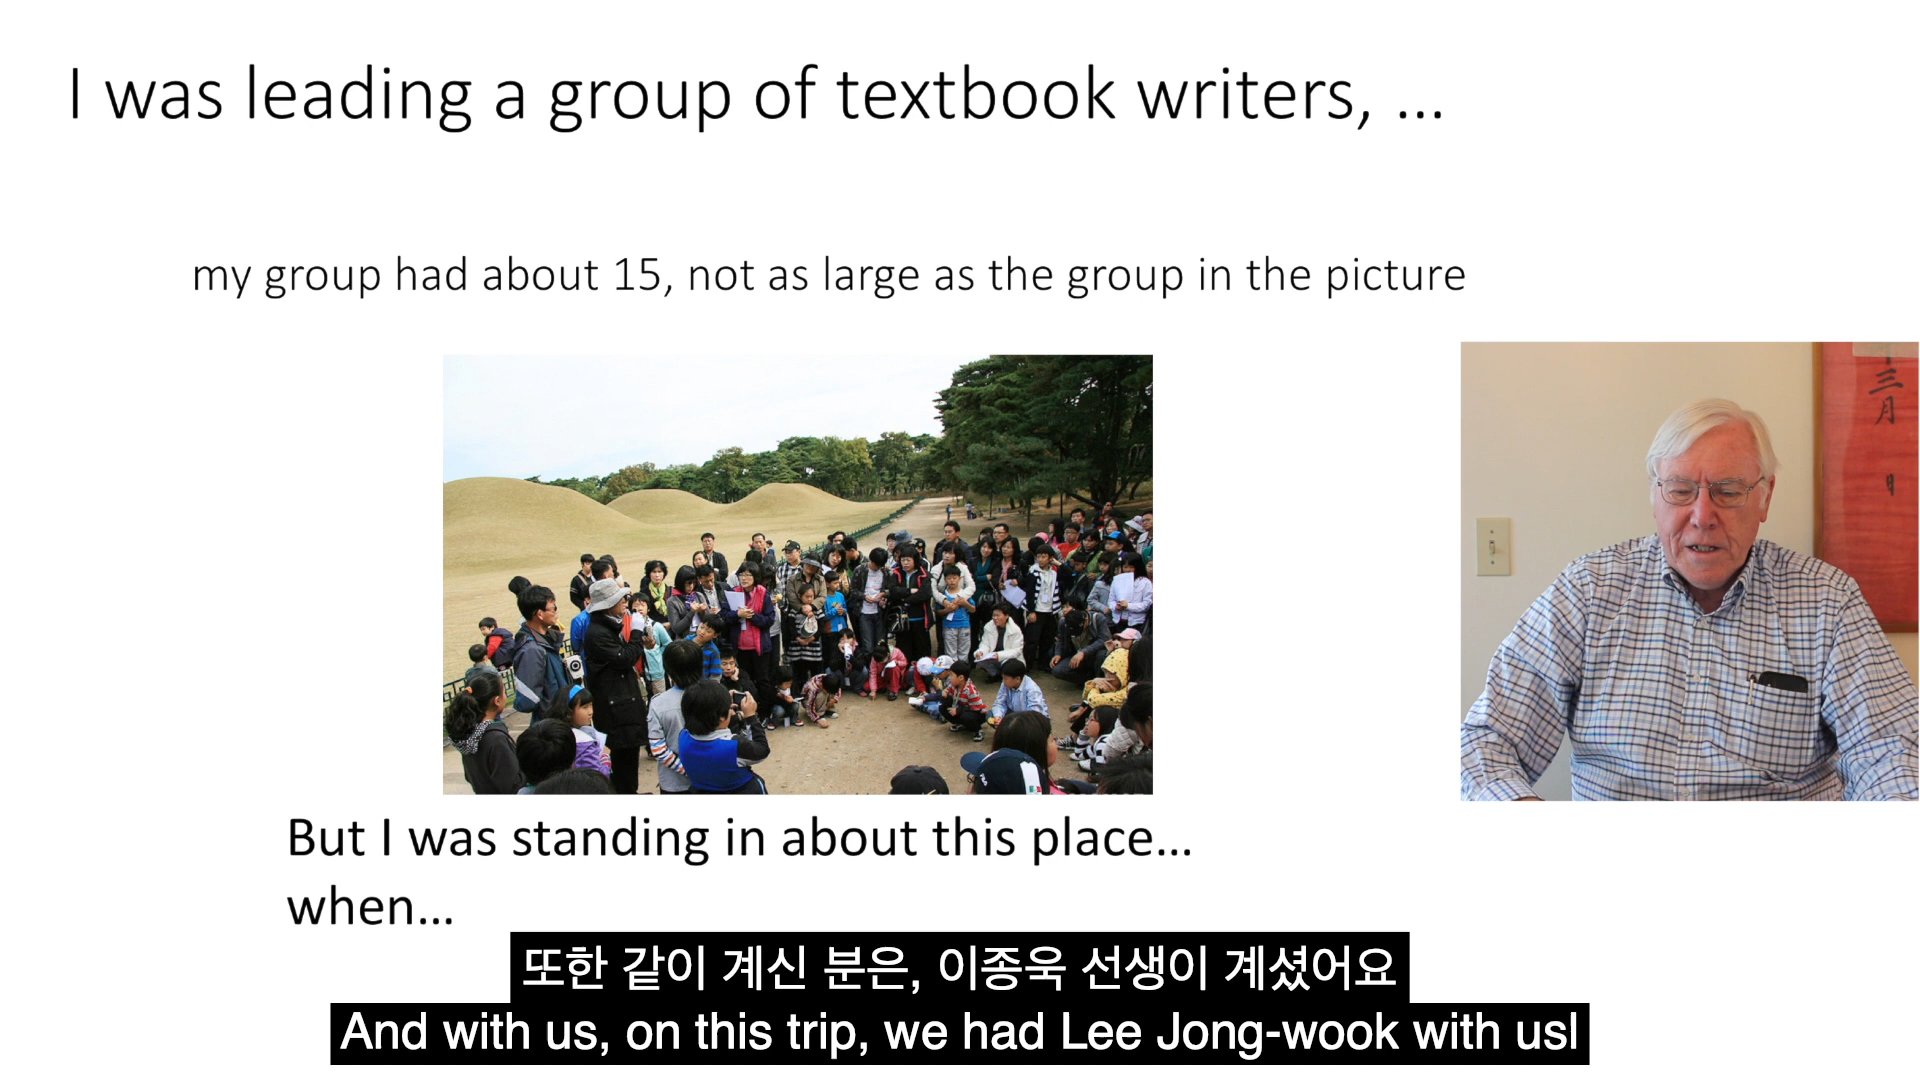 I was leading a group of textbook writers, ...
my group had about 15, not as large as the group in the picture
三月
日
But I was standing in about this place...
when...
또한 같이 계신 분은, 이종욱 선생이 계셨어요
And with us, on this trip, we had Lee Jong-wook with usl